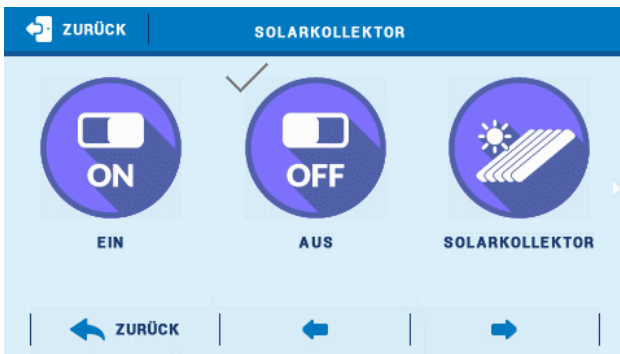 ZURÜCK
SOLARKOLLEKTOR
ON
OFF
EIN
AUS
SOLARKOLLEKTOR
ZURÜCK